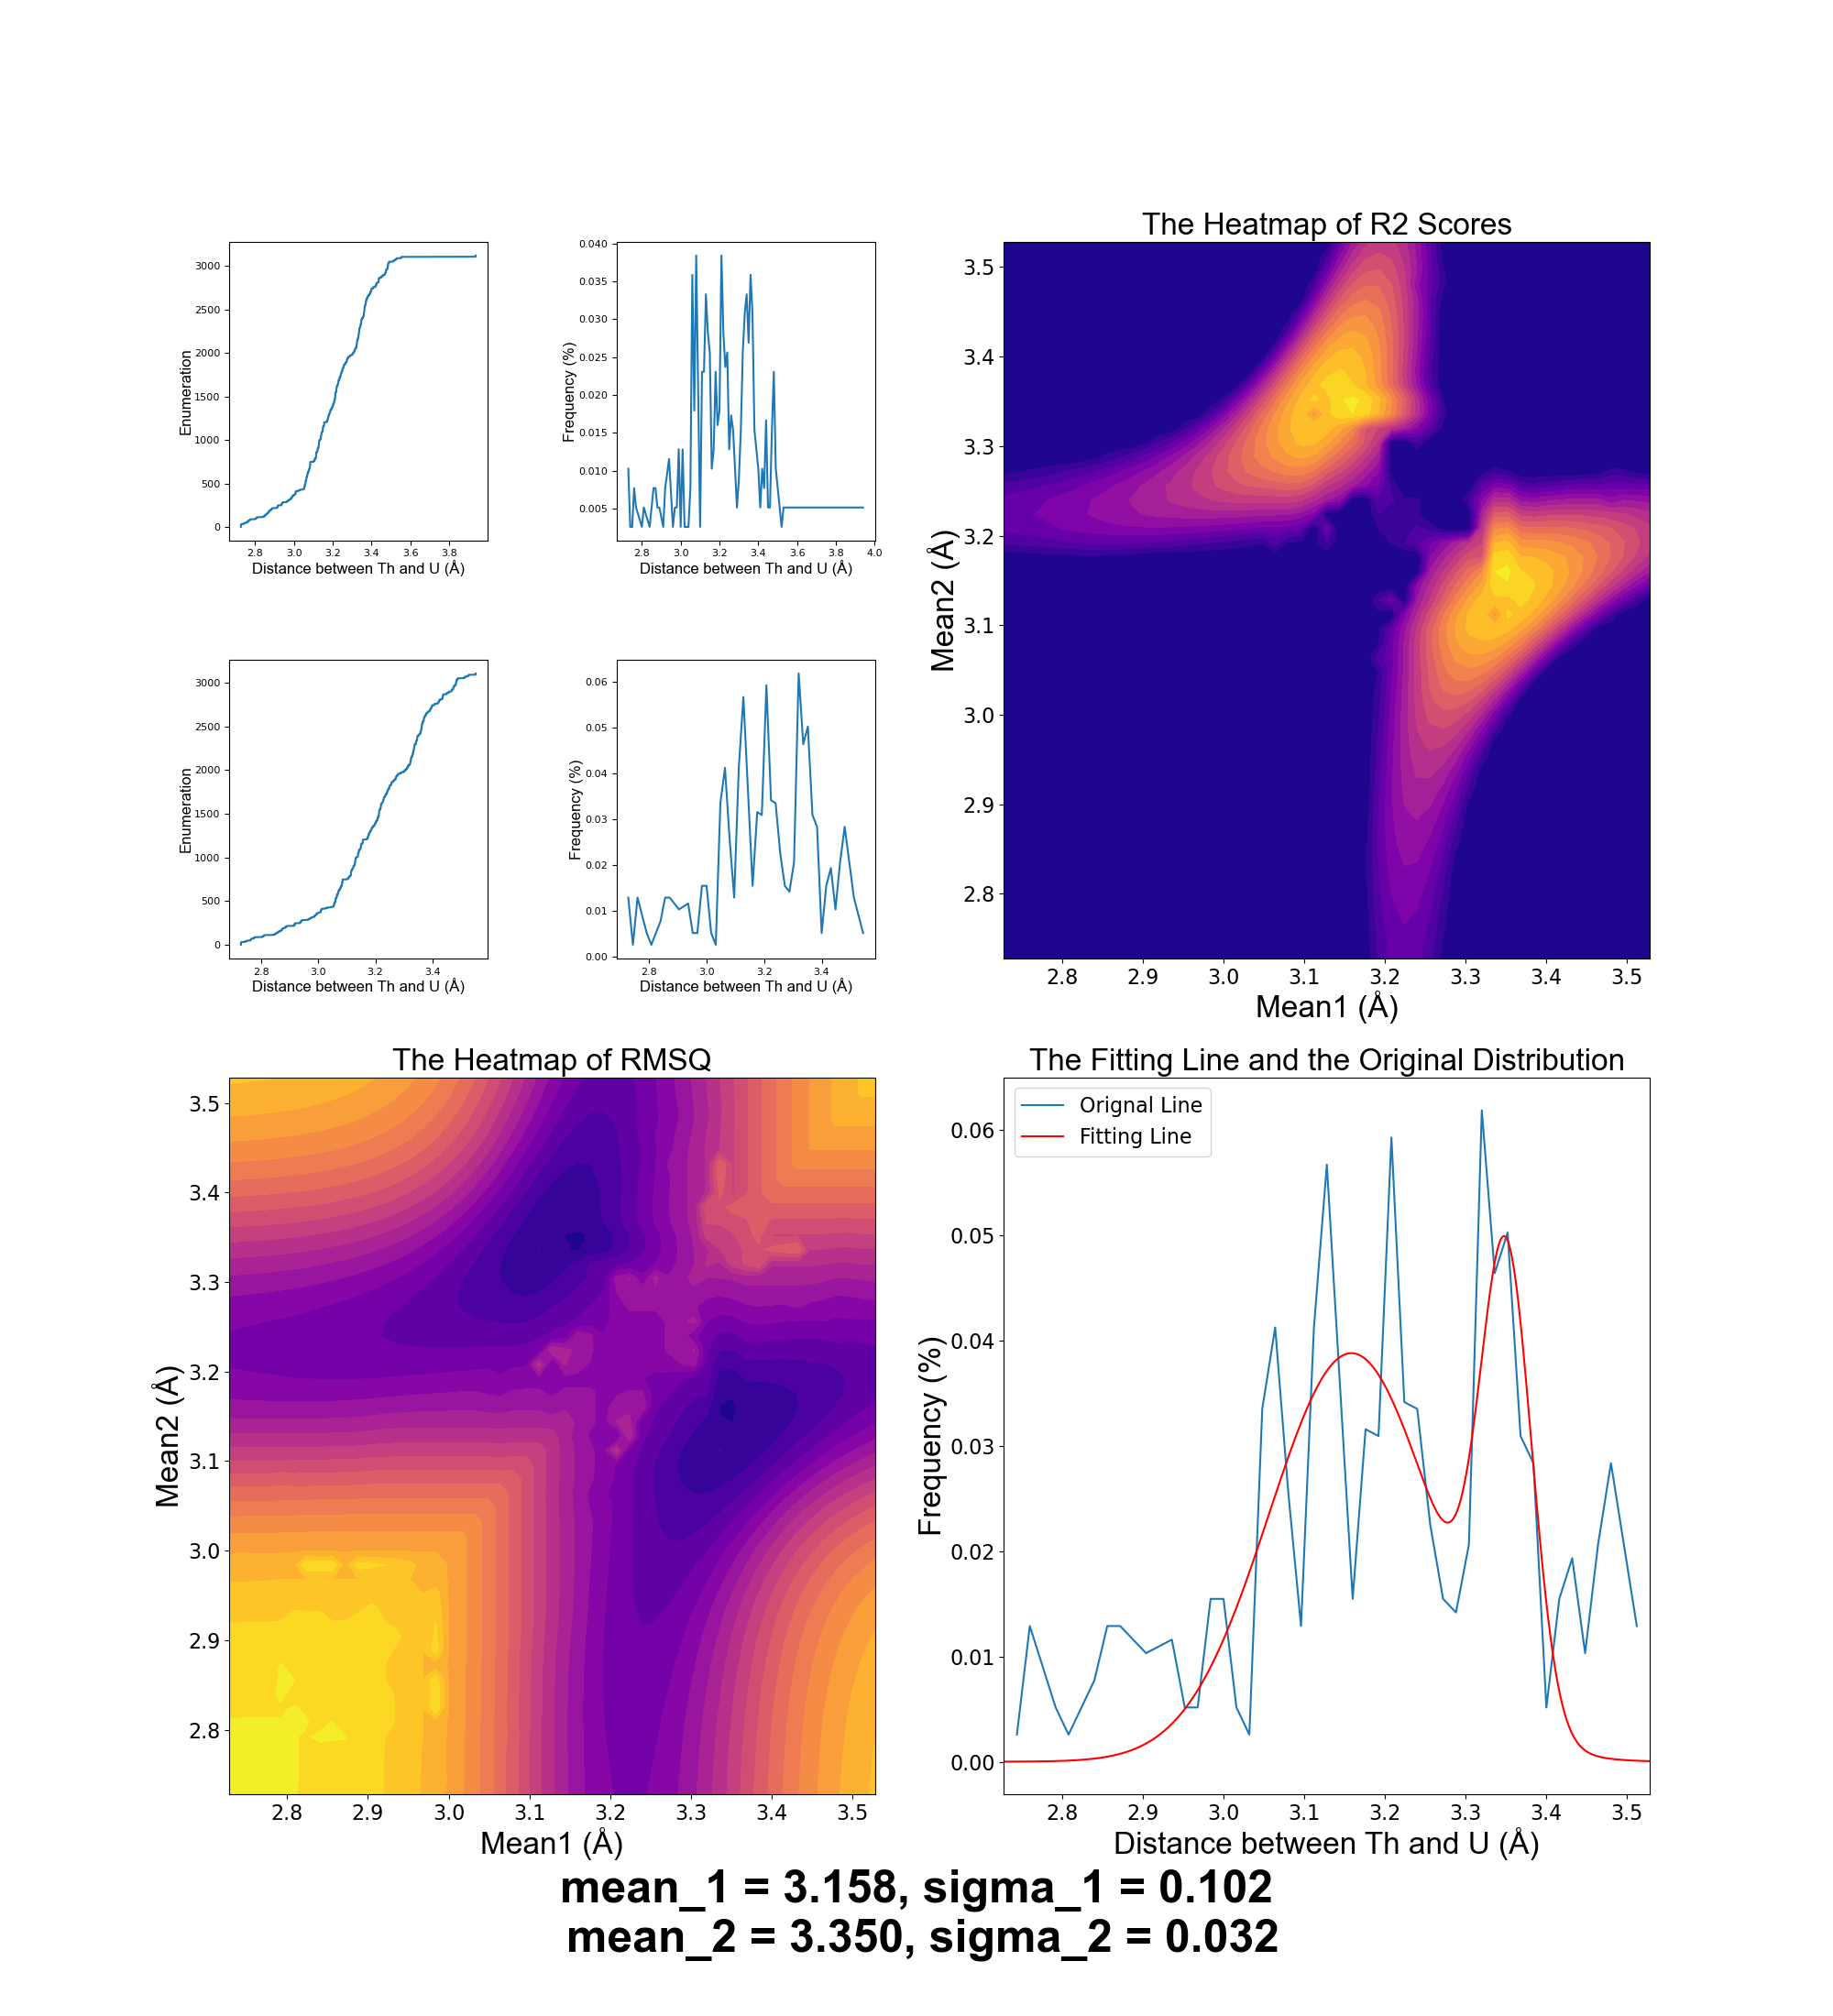 The Heatmap of R2 Scores
3000
2500
2000
1500
1000
500
0
2.8 3.0 3.2 3.4 3.6 3.8
Enumeration
Distance between Th and U (Å)
0.040
0.035
0.030
0.025
0.020
0.015
0.010
0.005
2.8 3.0 3.2 3.4 3.6 3.8 4.0
Frequency (%)
Distance between Th and U (Å)
3.5
3.4
3.3
3.2
3.1
3.0
2.9
2.8
2.8 2.9 3.0 3.1 3.2 3.3 3.4 3.5
Mean2 (Å)
Mean1 (Å)
3000
2500
2000
1500
1000
500
0
2.8 3.0 3.2 3.4
Enumeration
Distance between Th and U (Å)
0.06
0.05
0.04
0.03
0.02
0.01
0.00
2.8 3.0 3.2 3.4
Frequency (%)
Distance between Th and U (Å)
The Heatmap of RMSQ
3.5
3.4
3.3
3.2
3.1
3.0
2.9
2.8
2.8 2.9 3.0 3.1 3.2 3.3 3.4 3.5
Mean2 (Å)
Mean1 (Å)
The Fitting Line and the Original Distribution
Orignal Line
Fitting Line
0.06
0.05
0.04
0.03
0.02
0.01
0.00
2.8 2.9 3.0 3.1 3.2 3.3 3.4 3.5
Frequency (%)
Distance between Th and U (Å)
mean_1 = 3.158, sigma_1 = 0.102
mean_2 = 3.350, sigma_2 = 0.032